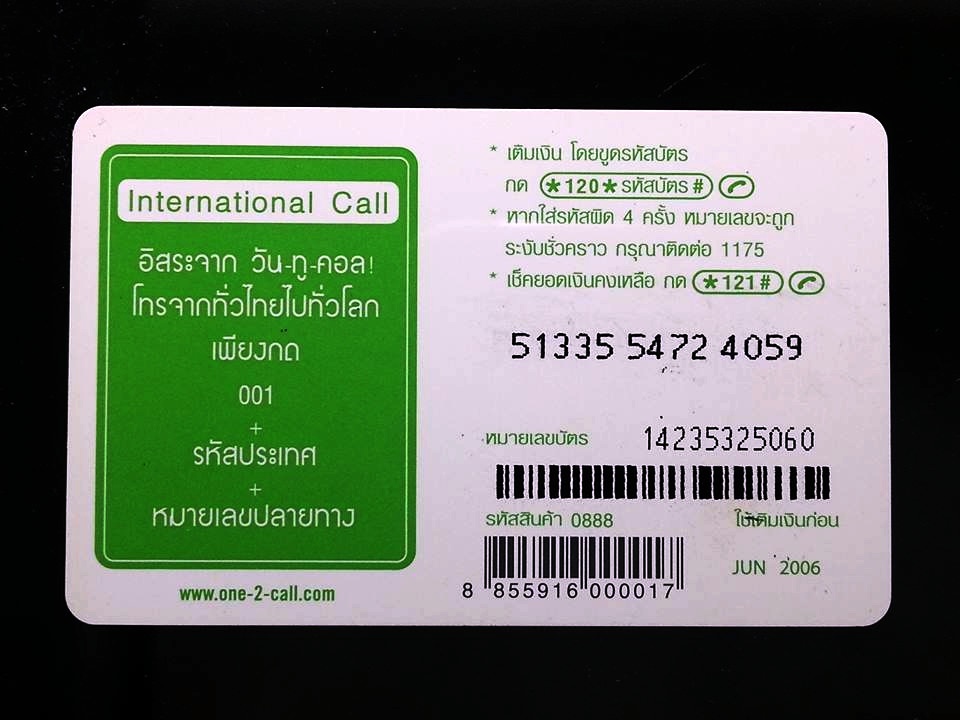 International Call
อิสระจาก วัน-ทู-คอล!
โทรจากทั่วไทยไปทั่วโลก
เพียงกด
001
+
รหัสประเทศ
+
หมายเลขปลายทาง
www.one-2-call.com
* เติมเงิน โดยขูดรหัสบัตร
กด *120*รหัสบัตร#
* หากใส่รหัสผิด 4 ครั้ง หมายเลขจะถูก
ระงับชั่วคราว กรุณาติดต่อ 1175
* เช็คยอดเงินคงเหลือ กด *121#
51335 5472 4059
หมายเลขบัตร 14235325060
รหัสสินค้า 0888 ใช้เติมเงินก่อน
JUN 2006
8 855916 000017